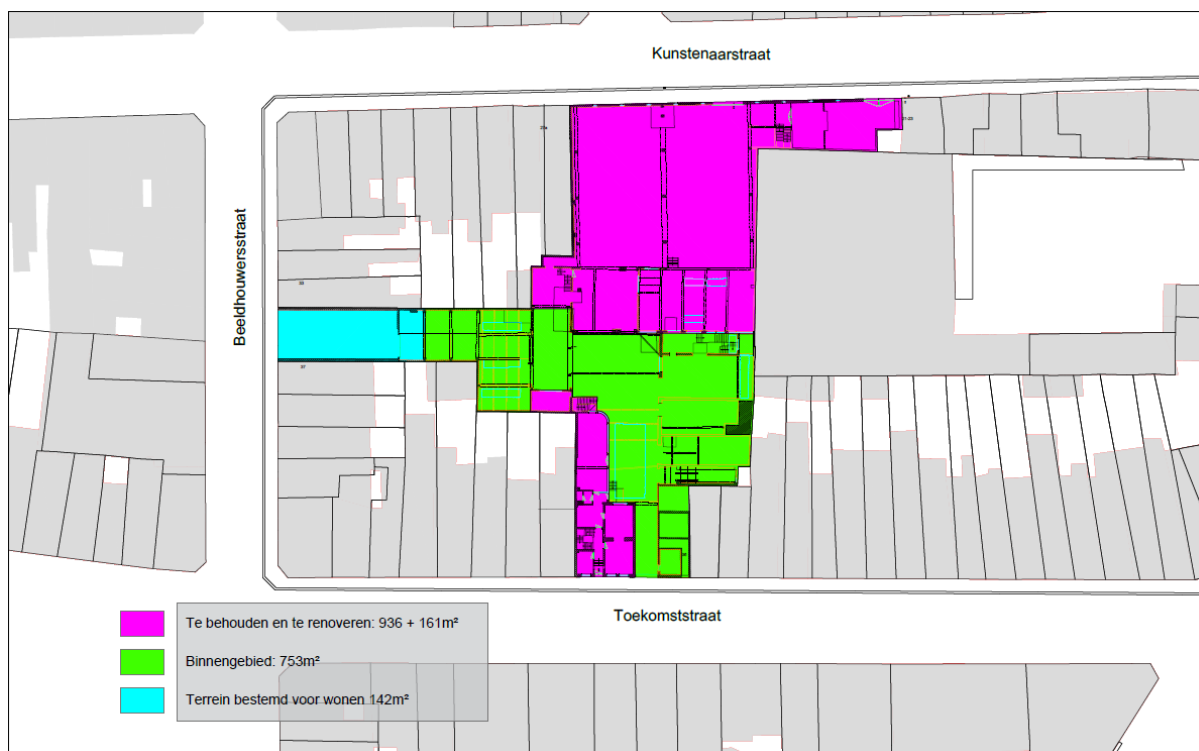 Kunstenaarstraat
Beeldhouwersstraat
Toekomststraat
Te behouden en te renoveren: 936 + 161m²
Binnengebied: 753m²
Terrein bestemd voor wonen 142m²